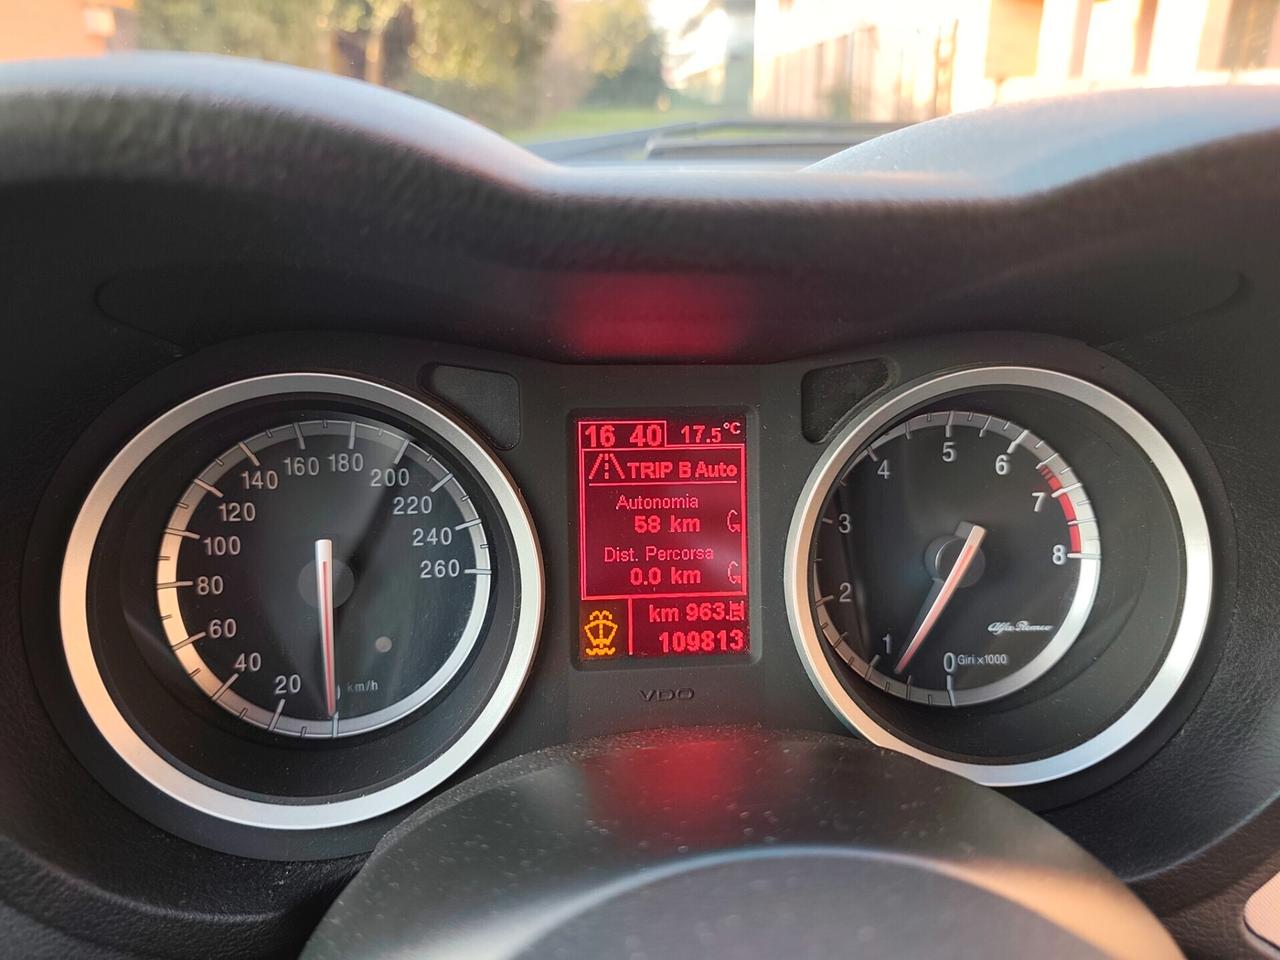 16 40 17.5°C
TRIP B Auto
Autonomia
58 km
Dist. Percorsa
0.0 km
km 963.
109813
VDO
20
40
60
80
100
120
140
160
180
200
220
240
260
km/h
0
1
2
3
4
5
6
7
8
Alfa Romeo
Giri x1000